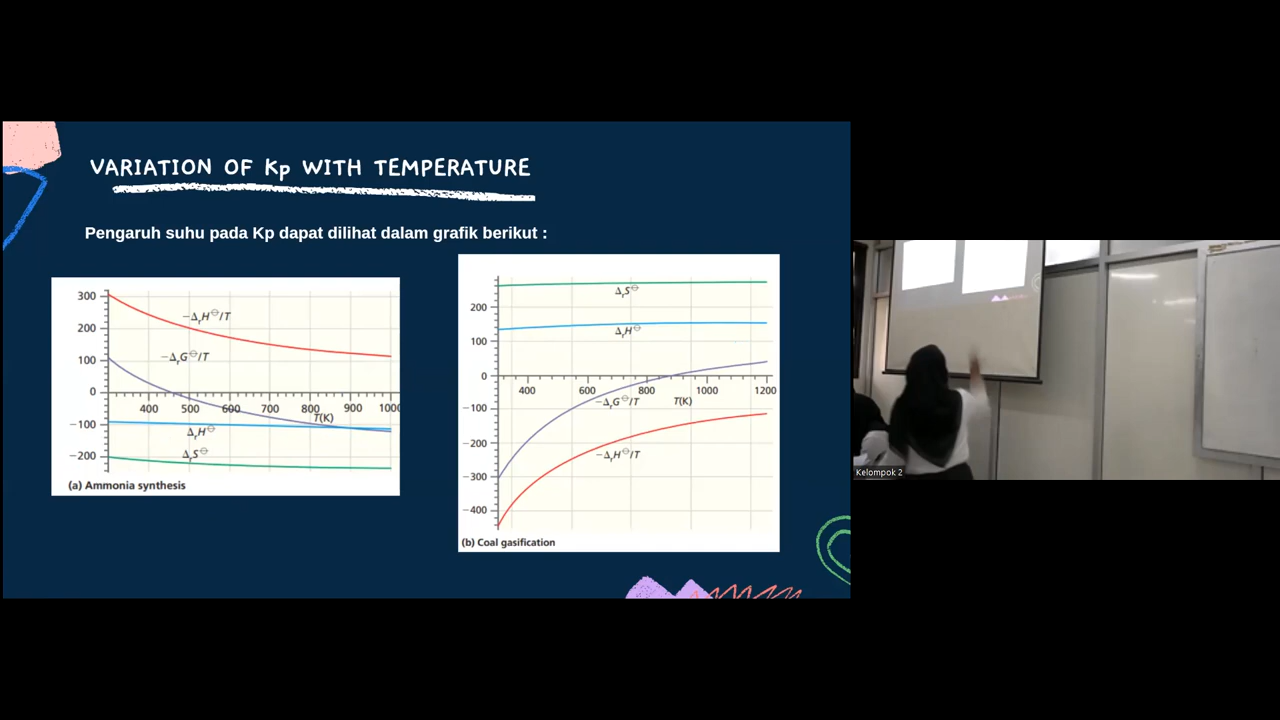 VARIATION OF Kp WITH TEMPERATURE
Pengaruh suhu pada Kp dapat dilihat dalam grafik berikut :
300
200
100
0
−100
−200
400 500 600 700 800 900 1000
T(K)
−ΔrH⊖/T
−ΔrG⊖/T
ΔrH⊖
ΔrS⊖
(a) Ammonia synthesis
200
100
0
−100
−200
−300
−400
400 600 800 1000 1200
T(K)
ΔrS⊖
ΔrH⊖
−ΔrG⊖/T
−ΔrH⊖/T
(b) Coal gasification
Kelompok 2